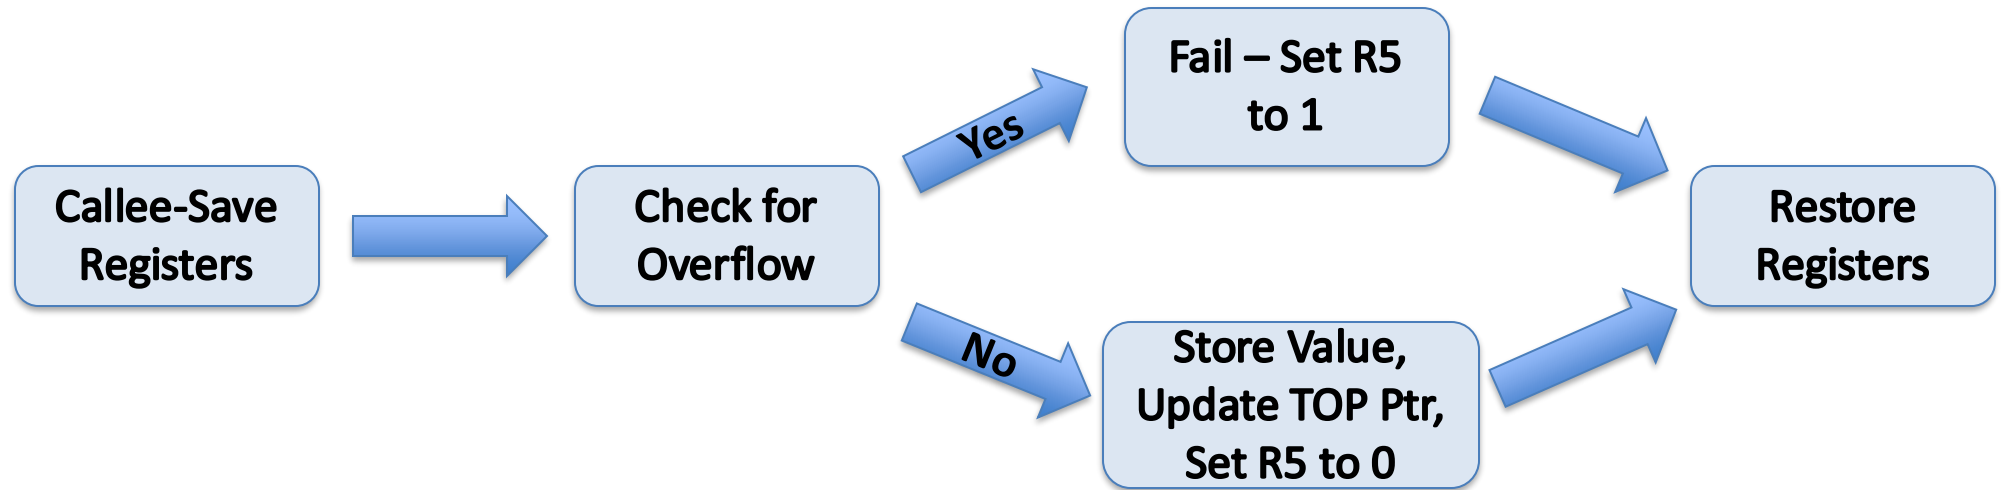 Callee-Save
Registers
Check for
Overflow
Yes
No
Fail – Set R5
to 1
Store Value,
Update TOP Ptr,
Set R5 to 0
Restore
Registers